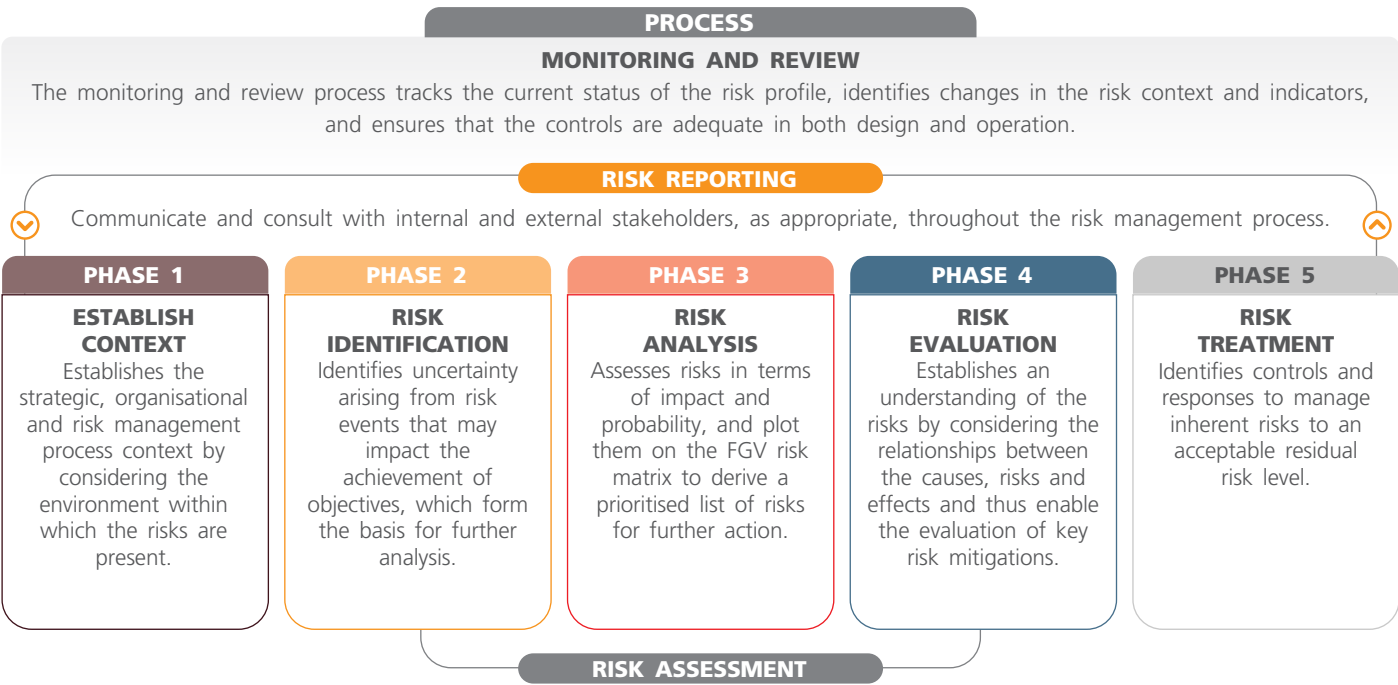 PROCESS
MONITORING AND REVIEW
The monitoring and review process tracks the current status of the risk profile, identifies changes in the risk context and indicators,
and ensures that the controls are adequate in both design and operation.
RISK REPORTING
Communicate and consult with internal and external stakeholders, as appropriate, throughout the risk management process.
PHASE 1
ESTABLISH
CONTEXT
Establishes the
strategic, organisational
and risk management
process context by
considering the
environment within
which the risks are
present.
PHASE 2
RISK
IDENTIFICATION
Identifies uncertainty
arising from risk
events that may
impact the
achievement of
objectives, which form
the basis for further
analysis.
PHASE 3
RISK
ANALYSIS
Assesses risks in terms
of impact and
probability, and plot
them on the FGV risk
matrix to derive a
prioritised list of risks
for further action.
PHASE 4
RISK
EVALUATION
Establishes an
understanding of the
risks by considering the
relationships between
the causes, risks and
effects and thus enable
the evaluation of key
risk mitigations.
PHASE 5
RISK
TREATMENT
Identifies controls and
responses to manage
inherent risks to an
acceptable residual
risk level.
RISK ASSESSMENT